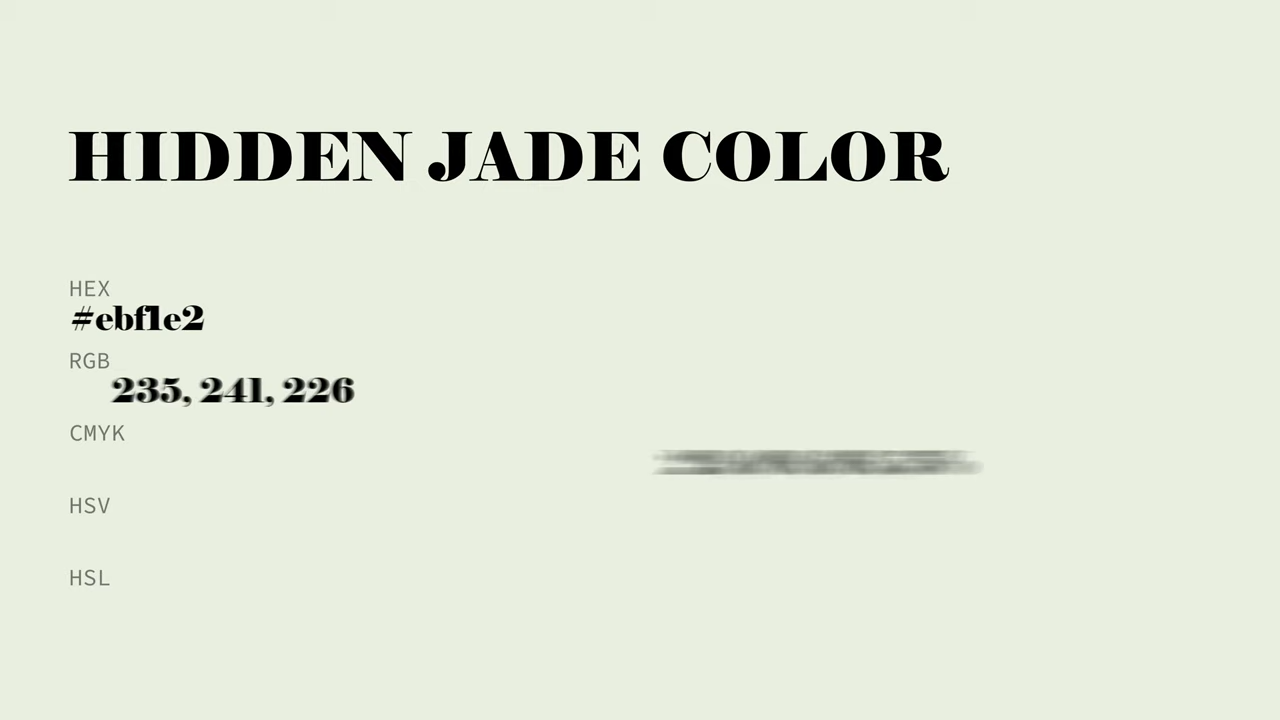 HIDDEN JADE COLOR
HEX
#ebf1e2
RGB
235, 241, 226
CMYK
HSV
HSL